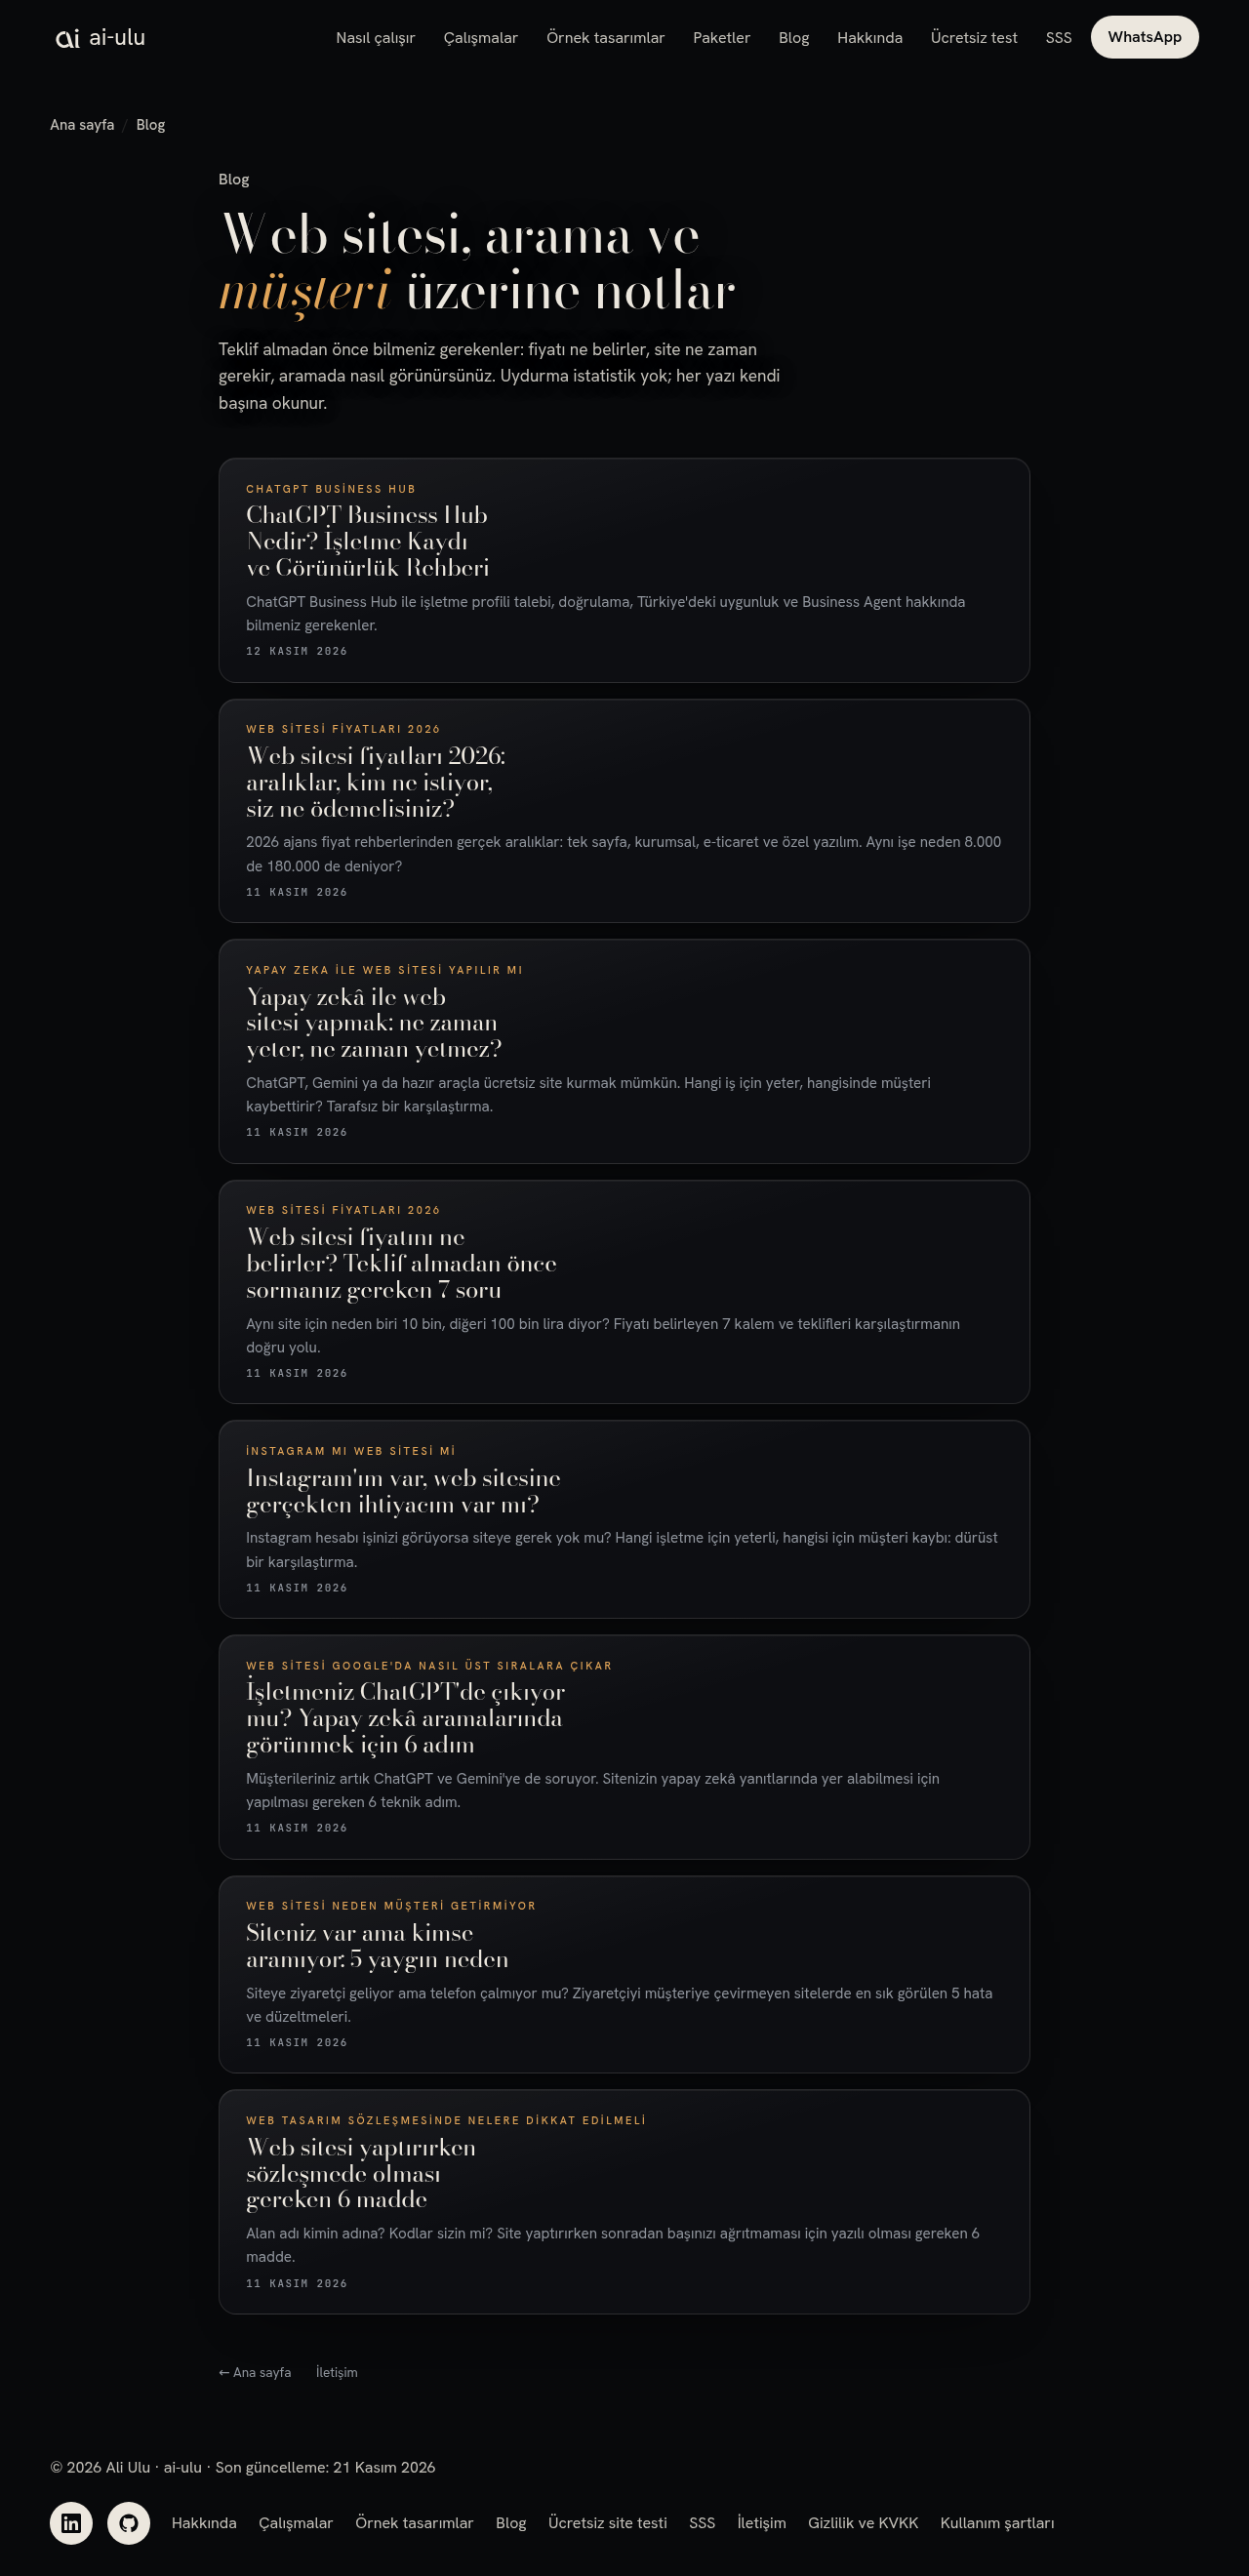 ai ai-ulu
Nasıl çalışır Çalışmalar Örnek tasarımlar Paketler Blog Hakkında Ücretsiz test SSS WhatsApp
Ana sayfa / Blog
Blog
Web sitesi, arama ve
müşteri üzerine notlar
Teklif almadan önce bilmeniz gerekenler: fiyatı ne belirler, site ne zaman
gerekir, aramada nasıl görünürsünüz. Uydurma istatistik yok; her yazı kendi
başına okunur.
CHATGPT BUSİNESS HUB
ChatGPT Business Hub
Nedir? İşletme Kaydı
ve Görünürlük Rehberi
ChatGPT Business Hub ile işletme profili talebi, doğrulama, Türkiye'deki uygunluk ve Business Agent hakkında
bilmeniz gerekenler.
12 KASIM 2026
WEB SİTESİ FİYATLARI 2026
Web sitesi fiyatları 2026:
aralıklar, kim ne istiyor,
siz ne ödemelisiniz?
2026 ajans fiyat rehberlerinden gerçek aralıklar: tek sayfa, kurumsal, e-ticaret ve özel yazılım. Aynı işe neden 8.000
de 180.000 de deniyor?
11 KASIM 2026
YAPAY ZEKA İLE WEB SİTESİ YAPILIR MI
Yapay zekâ ile web
sitesi yapmak: ne zaman
yeter, ne zaman yetmez?
ChatGPT, Gemini ya da hazır araçla ücretsiz site kurmak mümkün. Hangi iş için yeter, hangisinde müşteri
kaybettirir? Tarafsız bir karşılaştırma.
11 KASIM 2026
WEB SİTESİ FİYATLARI 2026
Web sitesi fiyatını ne
belirler? Teklif almadan önce
sormanız gereken 7 soru
Aynı site için neden biri 10 bin, diğeri 100 bin lira diyor? Fiyatı belirleyen 7 kalem ve teklifleri karşılaştırmanın
doğru yolu.
11 KASIM 2026
İNSTAGRAM MI WEB SİTESİ Mİ
Instagram'ım var, web sitesine
gerçekten ihtiyacım var mı?
Instagram hesabı işinizi görüyorsa siteye gerek yok mu? Hangi işletme için yeterli, hangisi için müşteri kaybı: dürüst
bir karşılaştırma.
11 KASIM 2026
WEB SİTESİ GOOGLE'DA NASIL ÜST SIRALARA ÇIKAR
İşletmeniz ChatGPT'de çıkıyor
mu? Yapay zekâ aramalarında
görünmek için 6 adım
Müşterileriniz artık ChatGPT ve Gemini'ye de soruyor. Sitenizin yapay zekâ yanıtlarında yer alabilmesi için
yapılması gereken 6 teknik adım.
11 KASIM 2026
WEB SİTESİ NEDEN MÜŞTERİ GETİRMİYOR
Siteniz var ama kimse
aramıyor: 5 yaygın neden
Siteye ziyaretçi geliyor ama telefon çalmıyor mu? Ziyaretçiyi müşteriye çevirmeyen sitelerde en sık görülen 5 hata
ve düzeltmeleri.
11 KASIM 2026
WEB TASARIM SÖZLEŞMESİNDE NELERE DİKKAT EDİLMELİ
Web sitesi yaptırırken
sözleşmede olması
gereken 6 madde
Alan adı kimin adına? Kodlar sizin mi? Site yaptırırken sonradan başınızı ağrıtmaması için yazılı olması gereken 6
madde.
11 KASIM 2026
← Ana sayfa İletişim
© 2026 Ali Ulu · ai-ulu · Son güncelleme: 21 Kasım 2026
in Hakkında Çalışmalar Örnek tasarımlar Blog Ücretsiz site testi SSS İletişim Gizlilik ve KVKK Kullanım şartları